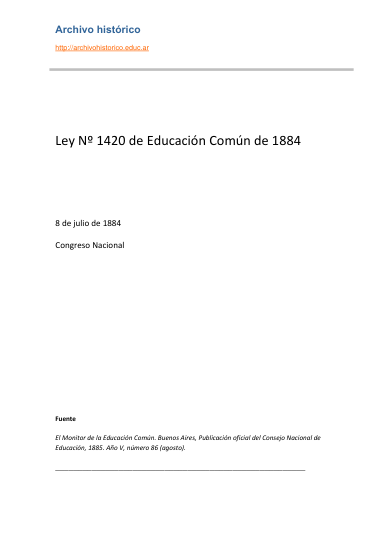 Archivo histórico
http://archivohistorico.educ.ar
Ley Nº 1420 de Educación Común de 1884
8 de julio de 1884
Congreso Nacional
Fuente
El Monitor de la Educación Común. Buenos Aires, Publicación oficial del Consejo Nacional de
Educación, 1885. Año V, número 86 (agosto).